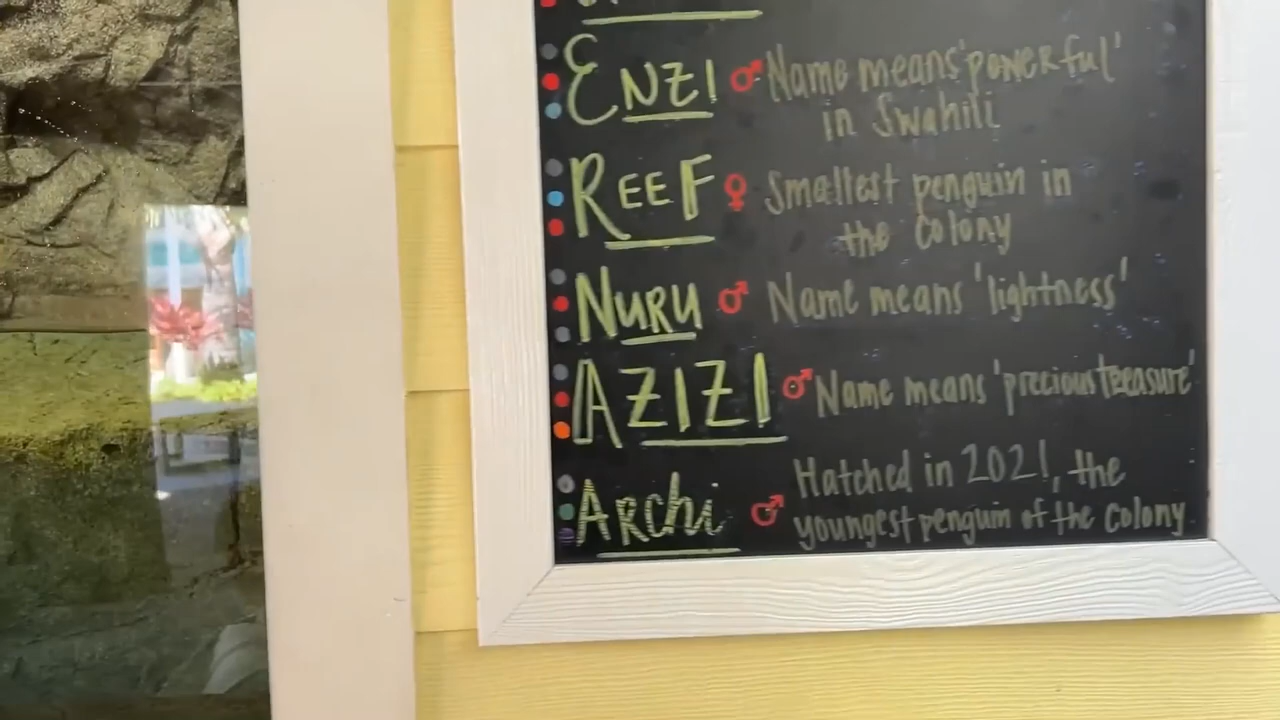 ENZI ♂ Name means 'powerful'
in Swahili
REEF ♀ Smallest penguin in
the Colony
NURU ♂ Name means 'lightness'
AZIZI ♂ Name means 'precious treasure'
Archi ♂ Hatched in 2021, the
youngest penguin of the Colony